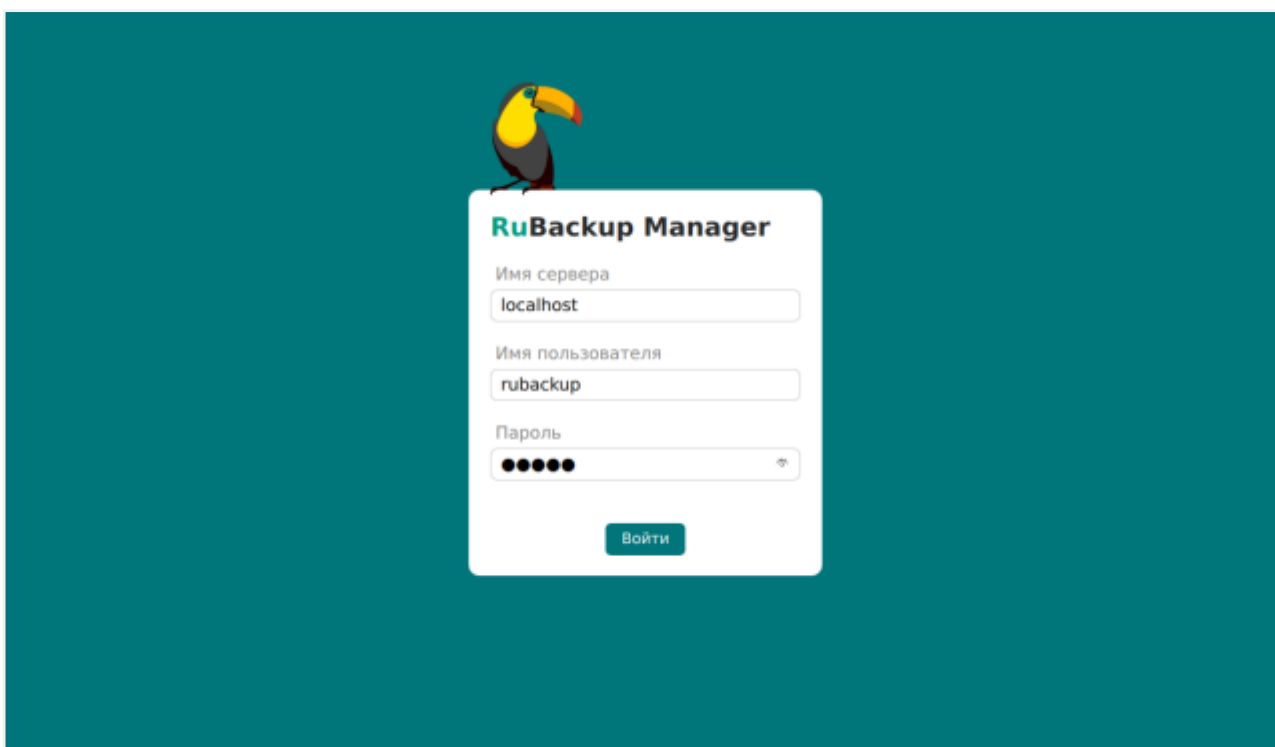 RuBackup Manager
Имя сервера
localhost
Имя пользователя
rubackup
Пароль
●●●●●
Войти